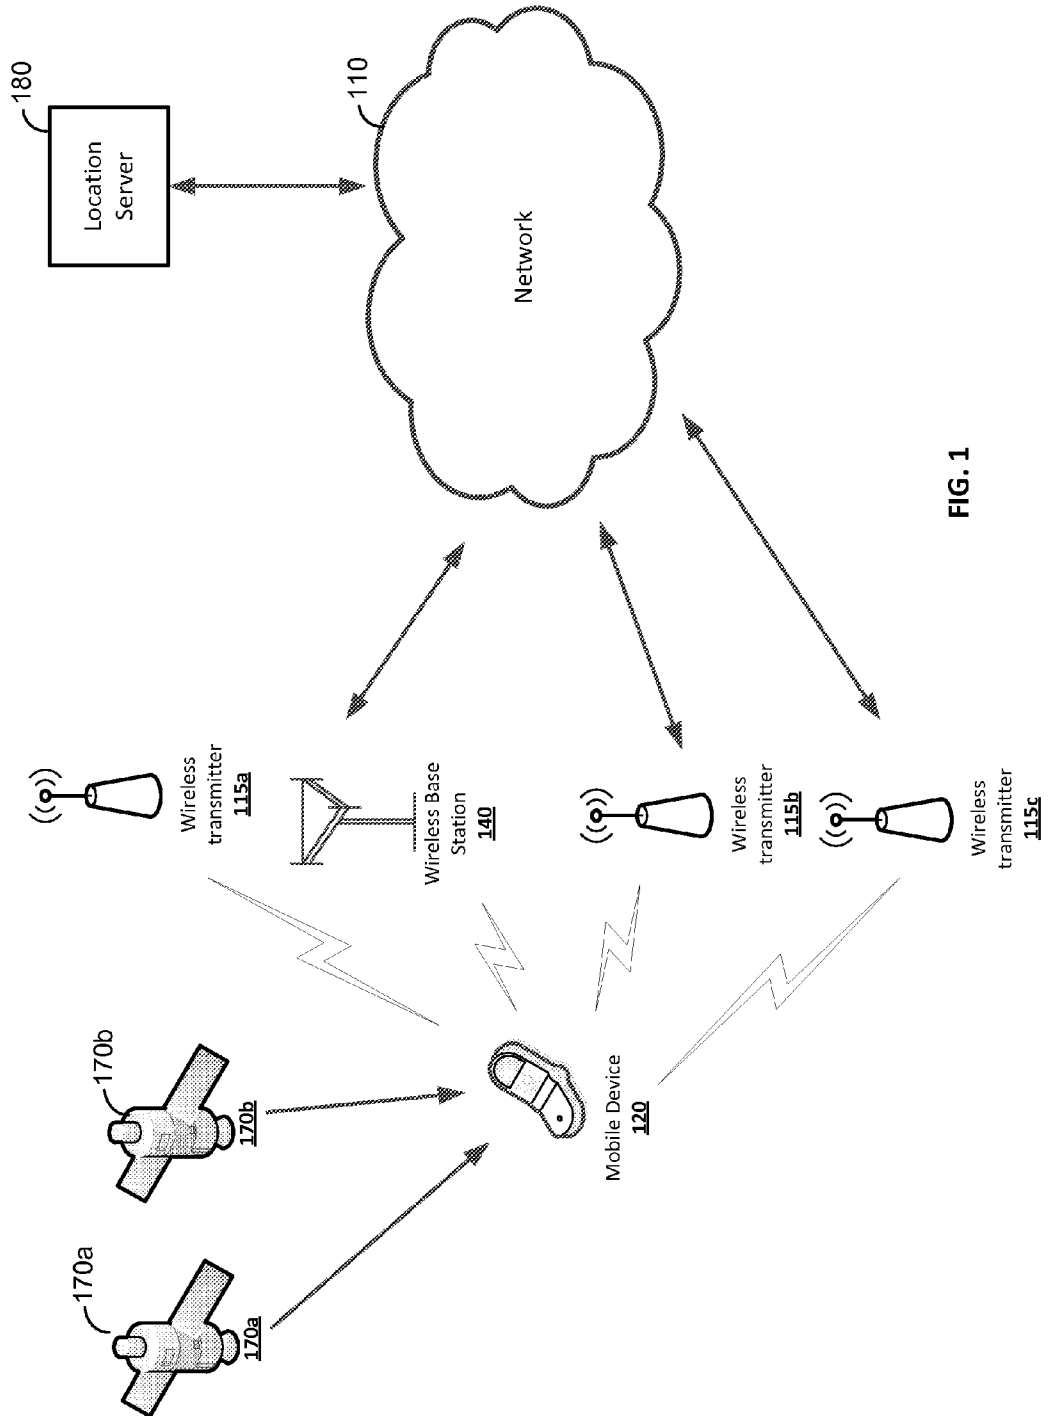 170a
170a
170b
170b
Mobile Device
120
Wireless
transmitter
115a
Wireless Base
Station
140
Wireless
transmitter
115b
Wireless
transmitter
115c
Location
Server
180
110
Network
FIG. 1